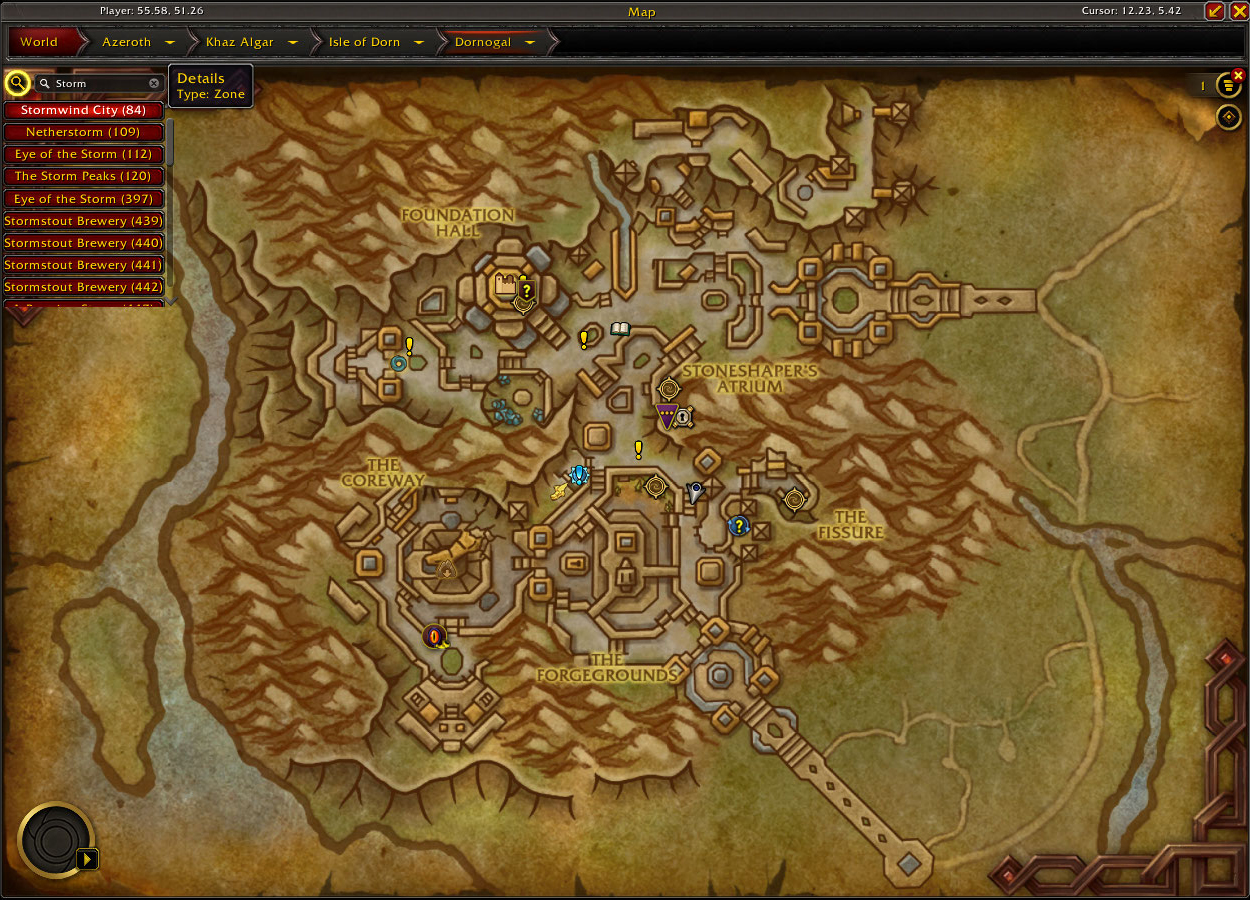 Player: 55.58, 51.26
Map
Cursor: 12.23, 5.42
World
Azeroth
Khaz Algar
Isle of Dorn
Dornogal
Storm
Details
Type: Zone
1
Stormwind City (84)
Netherstorm (109)
Eye of the Storm (112)
The Storm Peaks (120)
Eye of the Storm (397)
Stormstout Brewery (439)
Stormstout Brewery (440)
Stormstout Brewery (441)
Stormstout Brewery (442)
FOUNDATION
HALL
STONESHAPER'S
ATRIUM
THE
COREWAY
THE
FISSURE
THE
FORGEGROUNDS